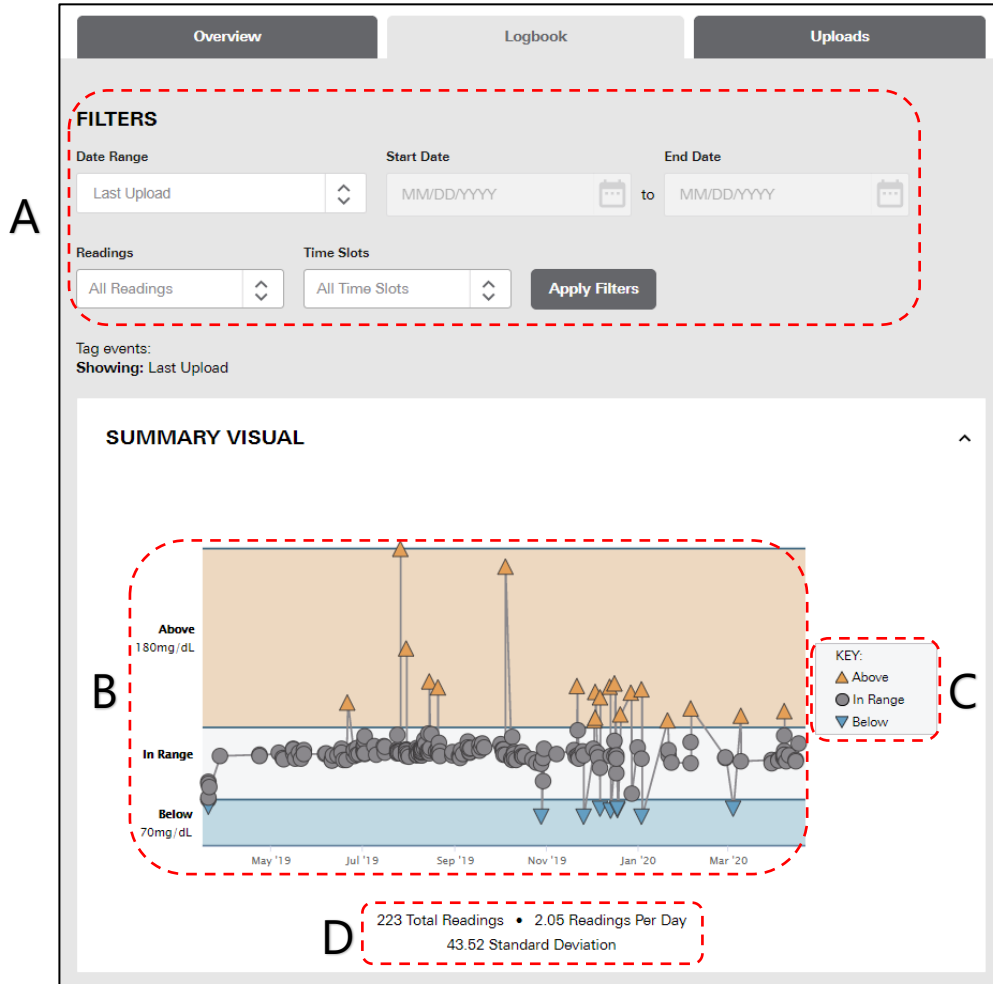 Overview
Logbook
Uploads
A
FILTERS
Date Range
Start Date
End Date
Last Upload
MM/DD/YYYY
to
MM/DD/YYYY
Readings
Time Slots
All Readings
All Time Slots
Apply Filters
Tag events:
Showing: Last Upload
SUMMARY VISUAL
B
Above
180mg/dL
In Range
Below
70mg/dL
May '19
Jul '19
Sep '19
Nov '19
Jan '20
Mar '20
KEY:
Above
In Range
Below
C
D
223 Total Readings • 2.05 Readings Per Day
43.52 Standard Deviation